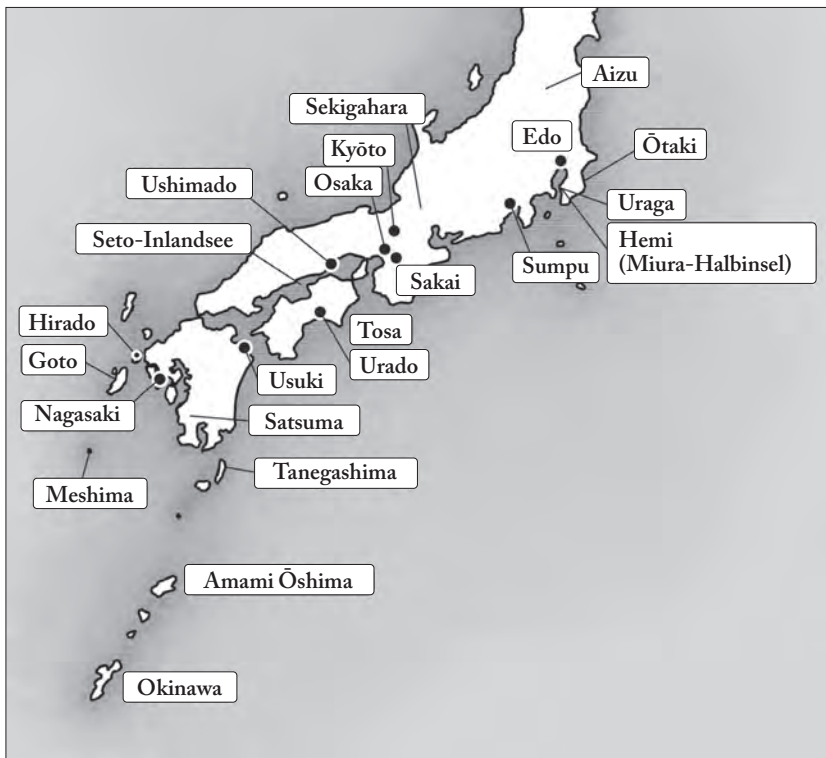 Aizu
Sekigahara
Edo
Ōtaki
Kyōto
Ushimado
Osaka
Uraga
Seto-Inlandsee
Hemi
(Miura-Halbinsel)
Sumpu
Sakai
Hirado
Tosa
Goto
Urado
Usuki
Nagasaki
Satsuma
Tanegashima
Meshima
Amami Ōshima
Okinawa